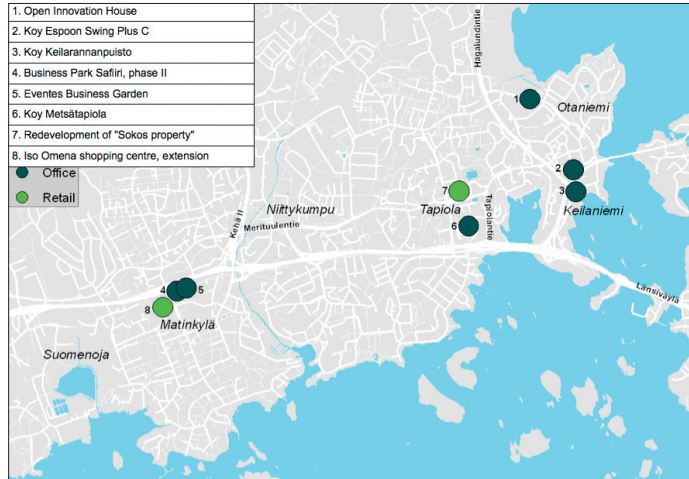 1. Open Innovation House
2. Koy Espoon Swing Plus C
3. Koy Keilarannanpuisto
4. Business Park Safiiri, phase II
5. Eventes Business Garden
6. Koy Metsätapiola
7. Redevelopment of "Sokos property"
8. Iso Omena shopping centre, extension
Office
Retail
Hagalundintie
1
Otaniemi
2
3
Keilaniemi
7
Tapiola
Tapiolantie
6
Niittykumpu
Merituulentie
Kehä II
Länsiväylä
4
5
8
Matinkylä
Suomenoja